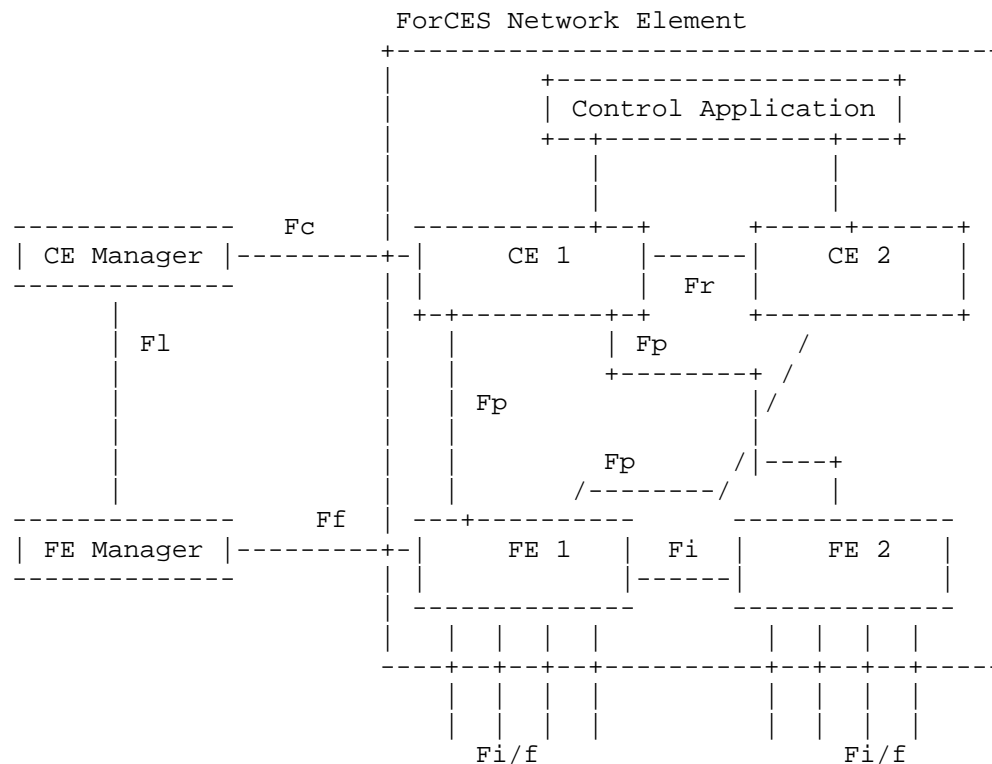 ForCES Network Element
Control Application
Fc
CE Manager CE 1 CE 2
Fr
Fl Fp
Fp
Fp
Ff
FE Manager FE 1 Fi FE 2
Fi/f Fi/f